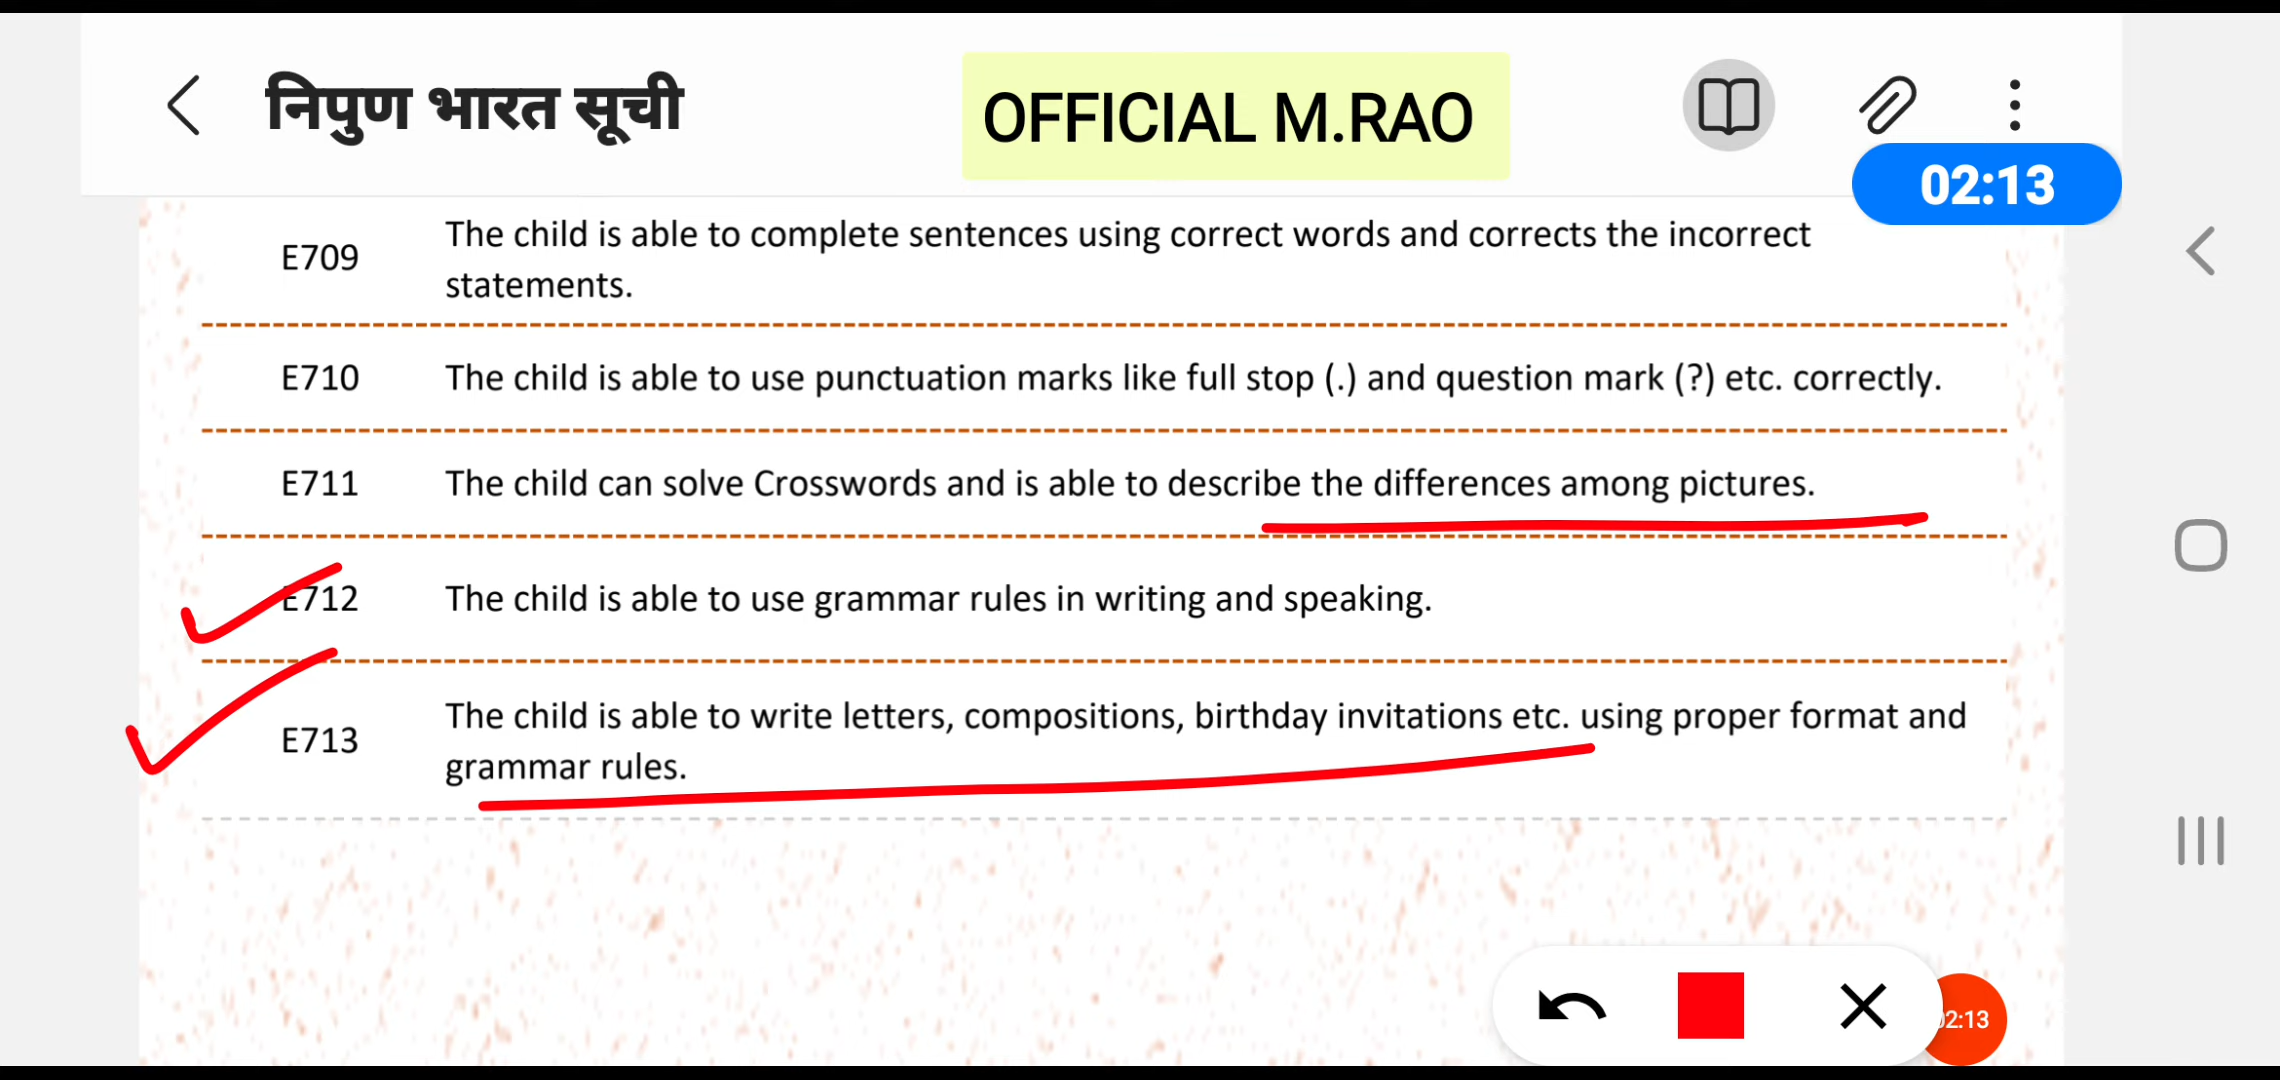 निपुण भारत सूची
OFFICIAL M.RAO
02:13
E709
The child is able to complete sentences using correct words and corrects the incorrect
statements.
E710
The child is able to use punctuation marks like full stop (.) and question mark (?) etc. correctly.
E711
The child can solve Crosswords and is able to describe the differences among pictures.
E712
The child is able to use grammar rules in writing and speaking.
E713
The child is able to write letters, compositions, birthday invitations etc. using proper format and
grammar rules.
02:13